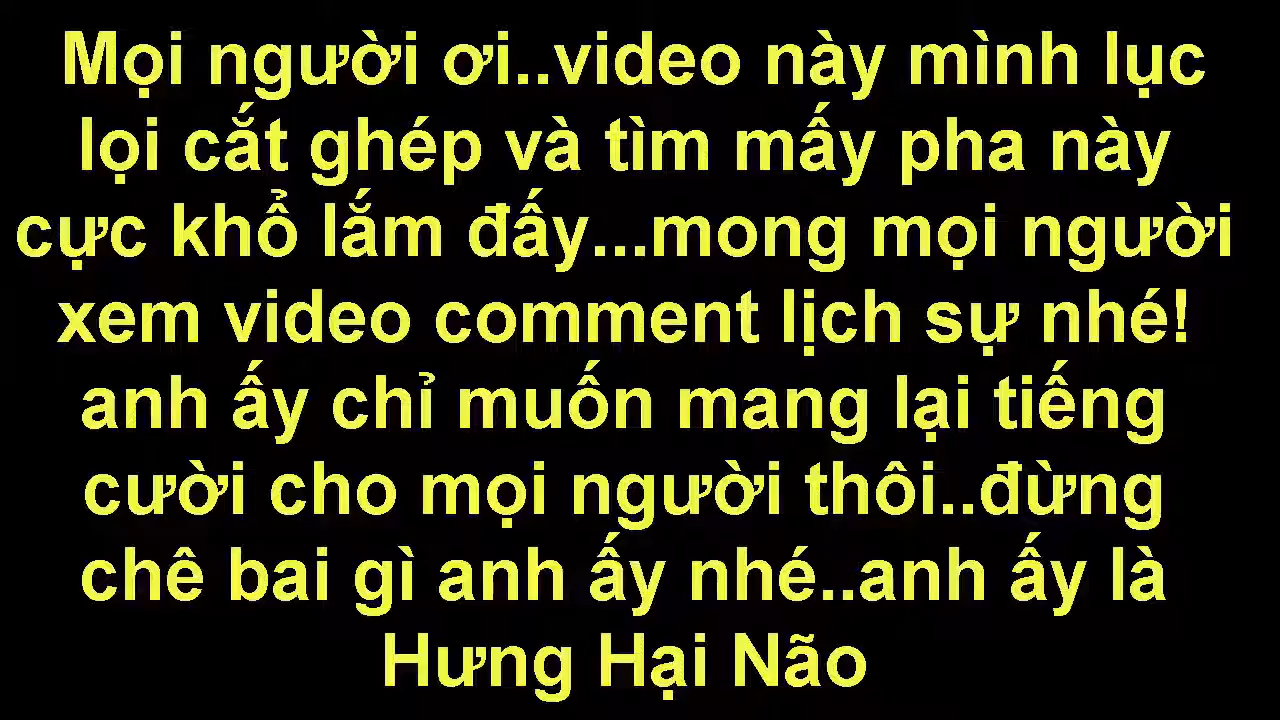 Mọi người ơi..video này mình lục
lọi cắt ghép và tìm mấy pha này
cực khổ lắm đấy...mong mọi người
xem video comment lịch sự nhé!
anh ấy chỉ muốn mang lại tiếng
cười cho mọi người thôi..đừng
chê bai gì anh ấy nhé..anh ấy là
Hưng Hại Não